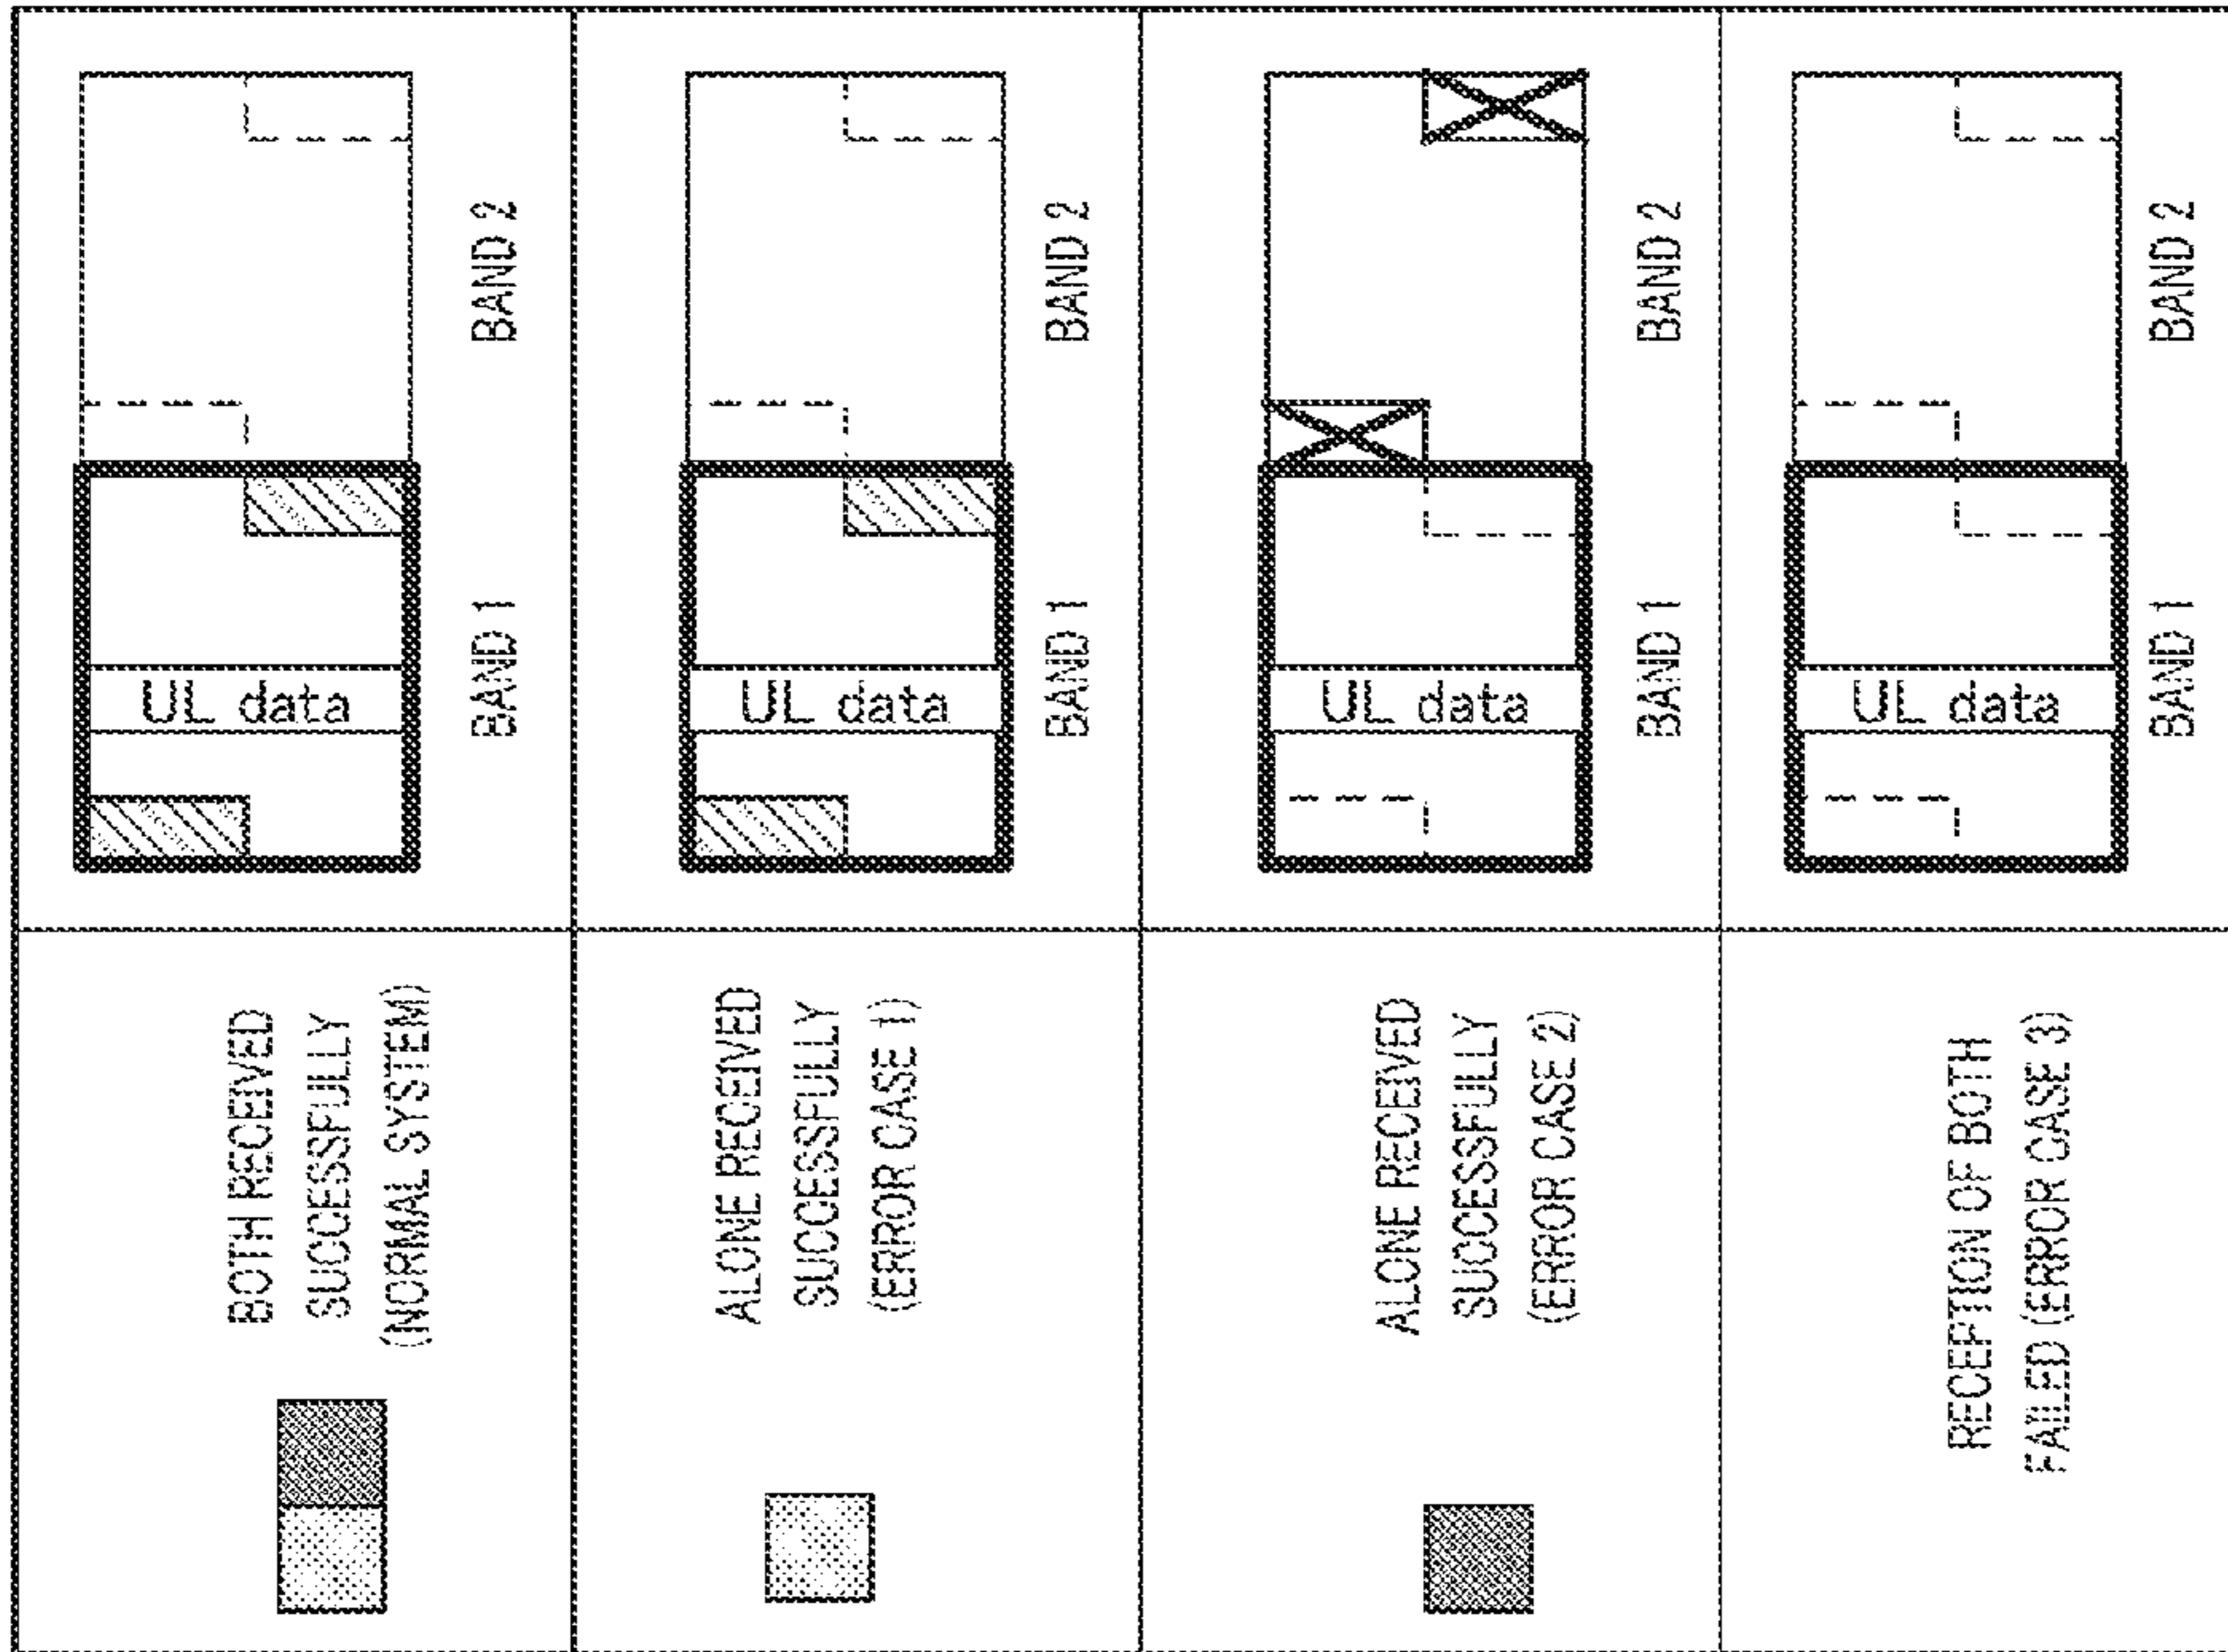 BOTH RECEIVED
SUCCESSFULLY
(NORMAL SYSTEM)
UL data
BAND 1
BAND 2
ALONE RECEIVED
SUCCESSFULLY
(ERROR CASE 1)
UL data
BAND 1
BAND 2
ALONE RECEIVED
SUCCESSFULLY
(ERROR CASE 2)
UL data
BAND 1
BAND 2
RECEPTION OF BOTH
FAILED (ERROR CASE 3)
UL data
BAND 1
BAND 2